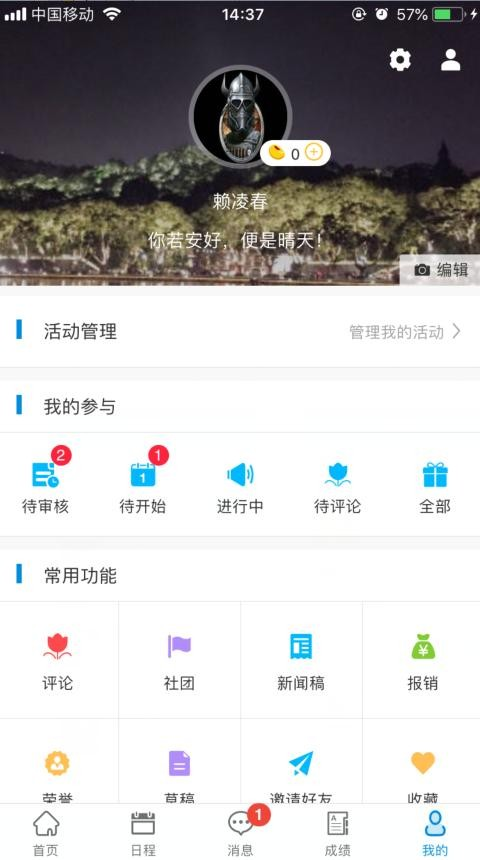 中国移动 14:37 57%
0
赖凌春
你若安好，便是晴天！
编辑
活动管理 管理我的活动
我的参与
2 1
1
待审核 待开始 进行中 待评论 全部
常用功能
评论 社团 新闻稿 报销
荣誉 草稿 邀请好友 收藏
1
首页 日程 消息 成绩 我的